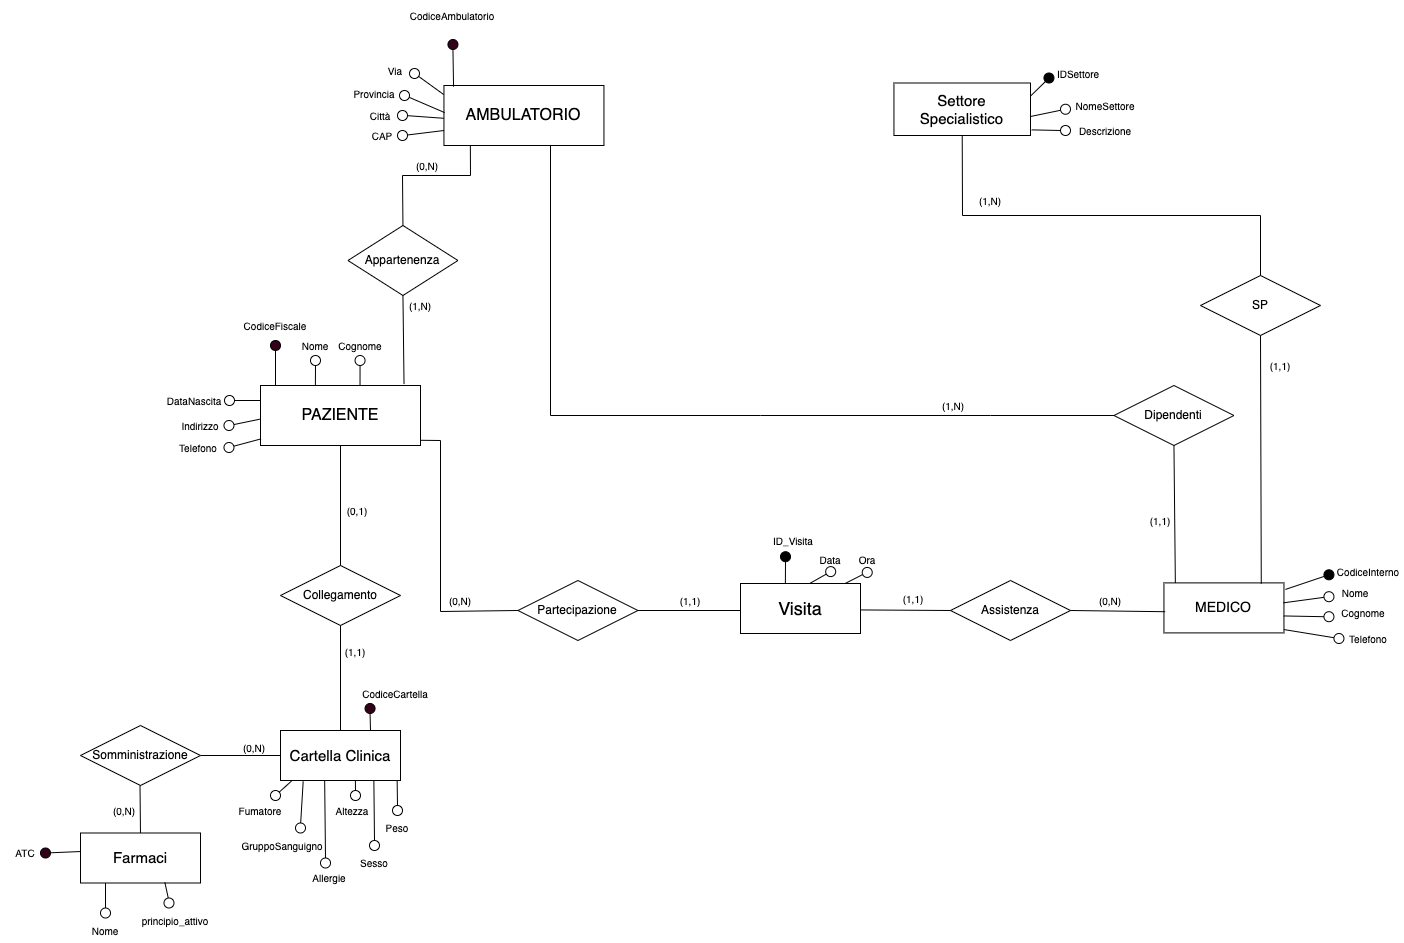 CodiceAmbulatorio
Via
Provincia
Città
CAP
AMBULATORIO
Settore
Specialistico
IDSettore
NomeSettore
Descrizione
(0,N)
(1,N)
Appartenenza
(1,N)
SP
(1,1)
CodiceFiscale
Nome
Cognome
DataNascita
Indirizzo
Telefono
PAZIENTE
(1,N)
Dipendenti
(0,1)
(1,1)
Collegamento
(0,N)
Partecipazione
(1,1)
ID_Visita
Data
Ora
Visita
(1,1)
Assistenza
(0,N)
MEDICO
CodiceInterno
Nome
Cognome
Telefono
(1,1)
CodiceCartella
Somministrazione
(0,N)
Cartella Clinica
Fumatore
GruppoSanguigno
Allergie
Altezza
Sesso
Peso
(0,N)
ATC
Farmaci
Nome
principio_attivo